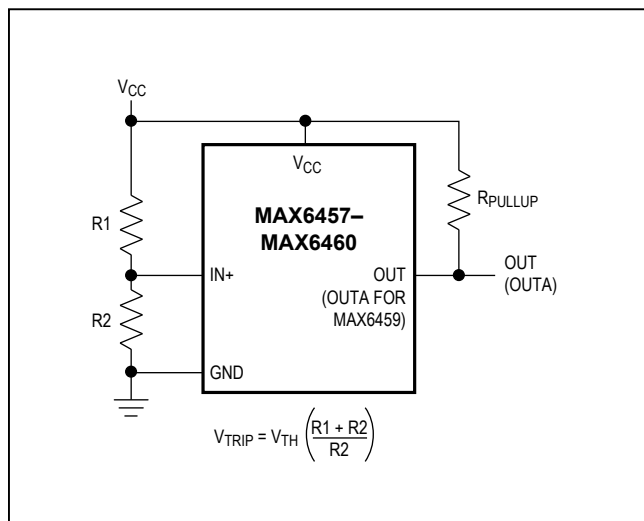 VCC
VCC
MAX6457–
MAX6460
RPULLUP
R1
IN+
OUT
(OUTA FOR
MAX6459)
OUT
(OUTA)
R2
GND
VTRIP = VTH (R1 + R2 / R2)